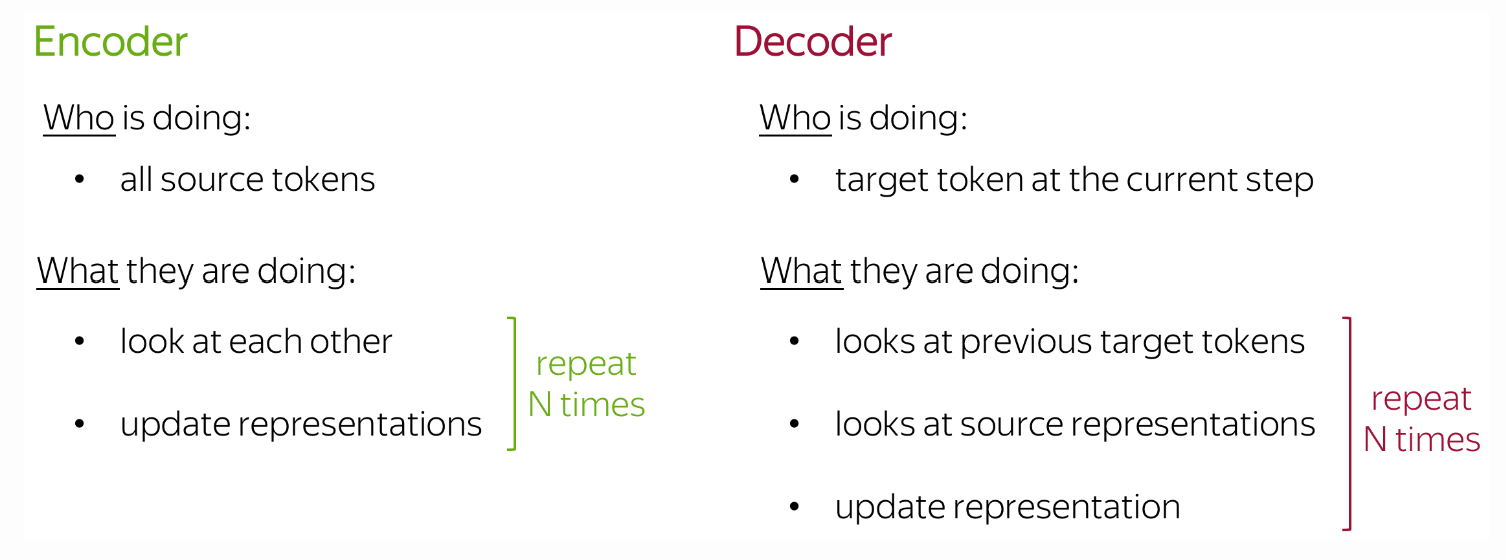 Encoder
Who is doing:
• all source tokens
What they are doing:
• look at each other
• update representations
repeat
N times
Decoder
Who is doing:
• target token at the current step
What they are doing:
• looks at previous target tokens
• looks at source representations
• update representation
repeat
N times